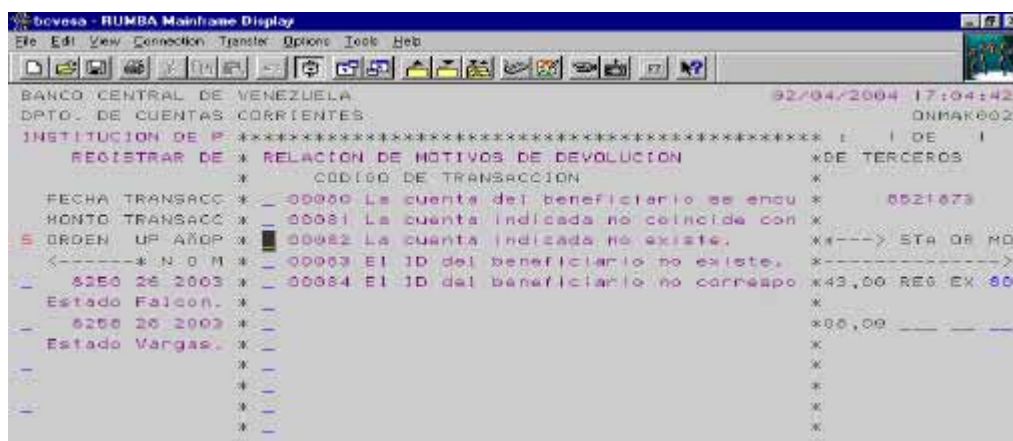 bcvesa - RUMBA Mainframe Display
File Edit View Connection Transfer Options Tools Help
BANCO CENTRAL DE VENEZUELA 02/04/2004 17:04:42
DPTO. DE CUENTAS CORRIENTES ONMAK002
INSTITUCION DE P ************************************************ : 1 DE 1
REGISTRAR DE * RELACION DE MOTIVOS DE DEVOLUCION *DE TERCEROS
* CODIGO DE TRANSACCION *
FECHA TRANSACC * _ 00080 La cuenta del beneficiario se encu * 8521873
MONTO TRANSACC * _ 00081 La cuenta indicada no coincide con *
S ORDEN UP AÑOP * 00082 La cuenta indicada no existe. **----> STA OB MO
<------* N O M * _ 00083 El ID del beneficiario no existe. *---------------->
_ 8250 26 2003 * _ 00084 El ID del beneficiario no correspo *43,00 REG EX 80
Estado Falcon. * _ *
_ 8258 26 2003 * _ *08,00 ___ __ __
Estado Vargas. * _ *
_ * _ *
* _ *
_ * _ *
* _ *